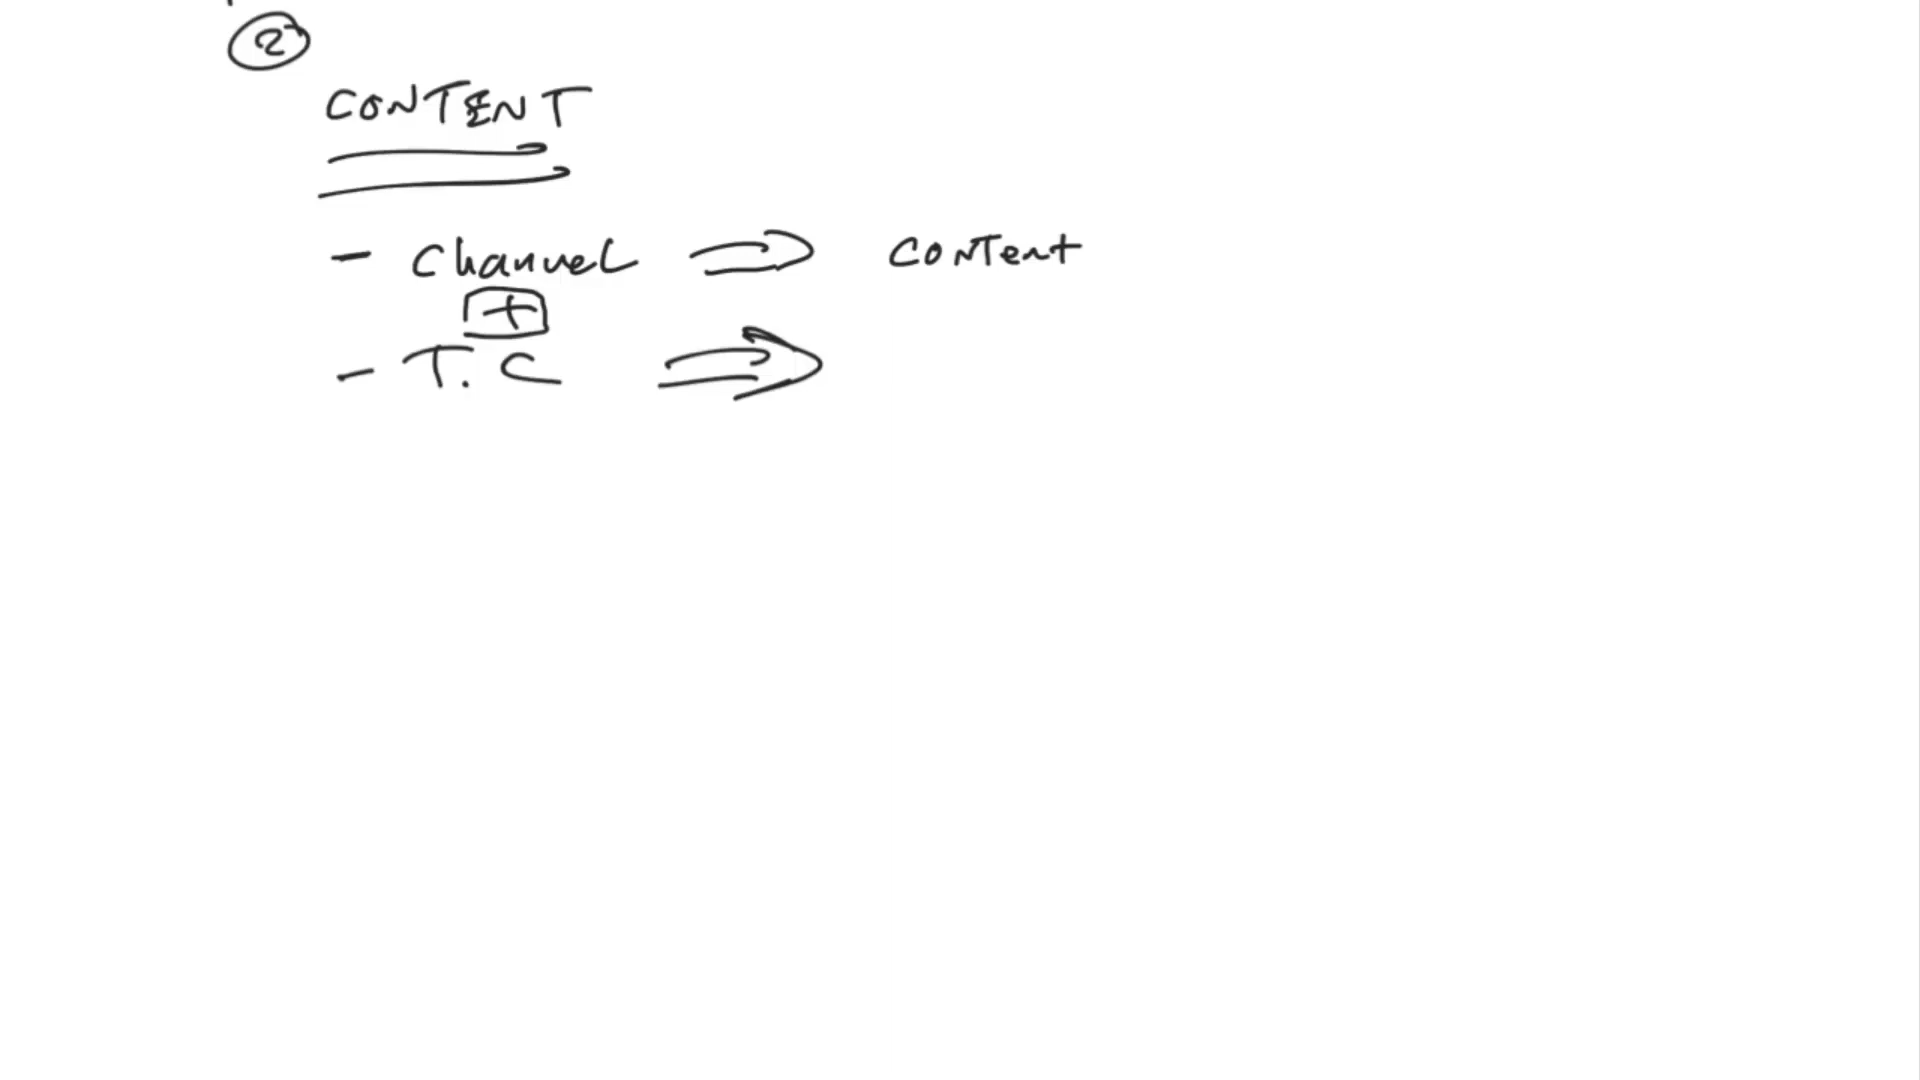 2
CONTENT
- Channel ⇒ Content
+
- T.C ⇒